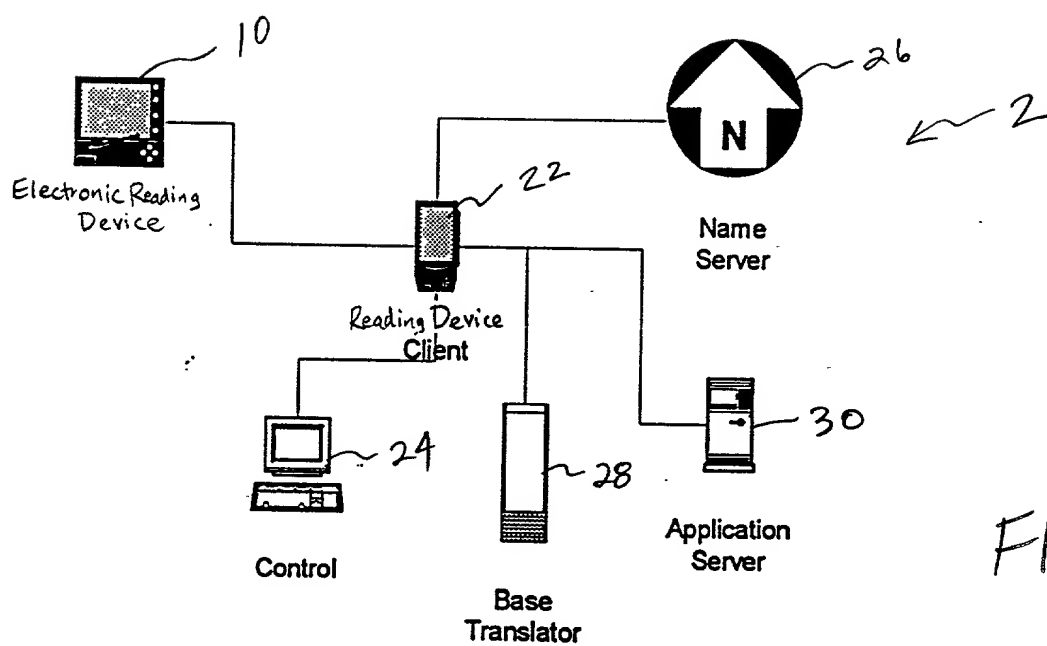 10
26
2
N
Electronic Reading
Device
22
Name
Server
Reading Device
Client
24
28
30
Control
Application
Server
Base
Translator